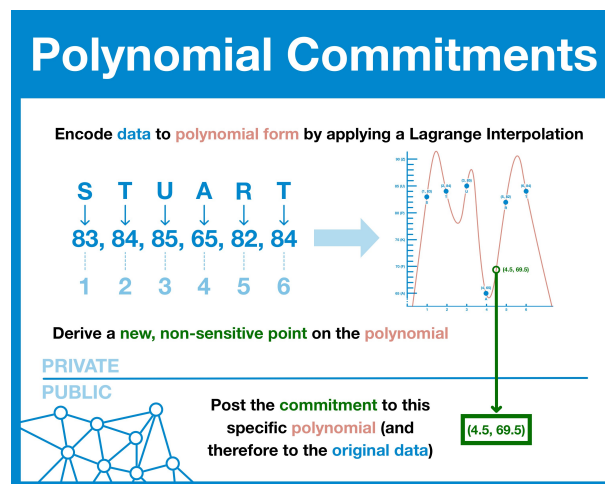 Polynomial Commitments
Encode data to polynomial form by applying a Lagrange Interpolation
S T U A R T
83, 84, 85, 65, 82, 84
1 2 3 4 5 6
(4.5, 69.5)
Derive a new, non-sensitive point on the polynomial
PRIVATE
PUBLIC
Post the commitment to this
specific polynomial (and
therefore to the original data)
(4.5, 69.5)